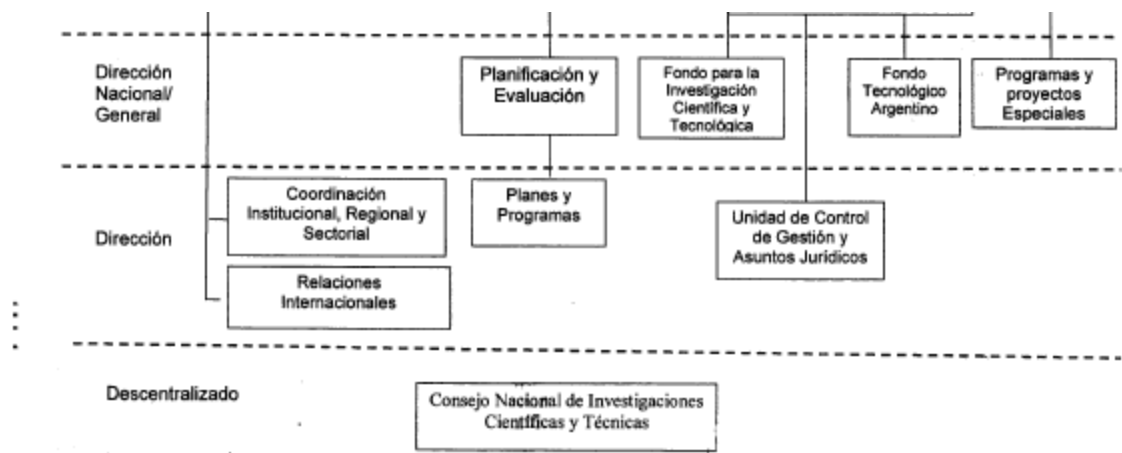 Dirección
Nacional/
General
Planificación y
Evaluación
Fondo para la
Investigación
Científica y
Tecnológica
Fondo
Tecnológico
Argentino
Programas y
proyectos
Especiales
Dirección
Coordinación
Institucional, Regional y
Sectorial
Planes y
Programas
Unidad de Control
de Gestión y
Asuntos Jurídicos
Relaciones
Internacionales
Descentralizado
Consejo Nacional de Investigaciones
Científicas y Técnicas